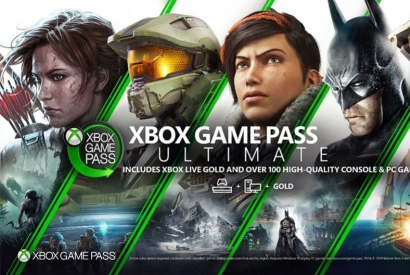 XBOX
GAME PASS
XBOX GAME PASS
ULTIMATE
INCLUDES XBOX LIVE GOLD AND OVER 100 HIGH-QUALITY CONSOLE & PC GA
+ + GOLD
XBOX GAME PASS